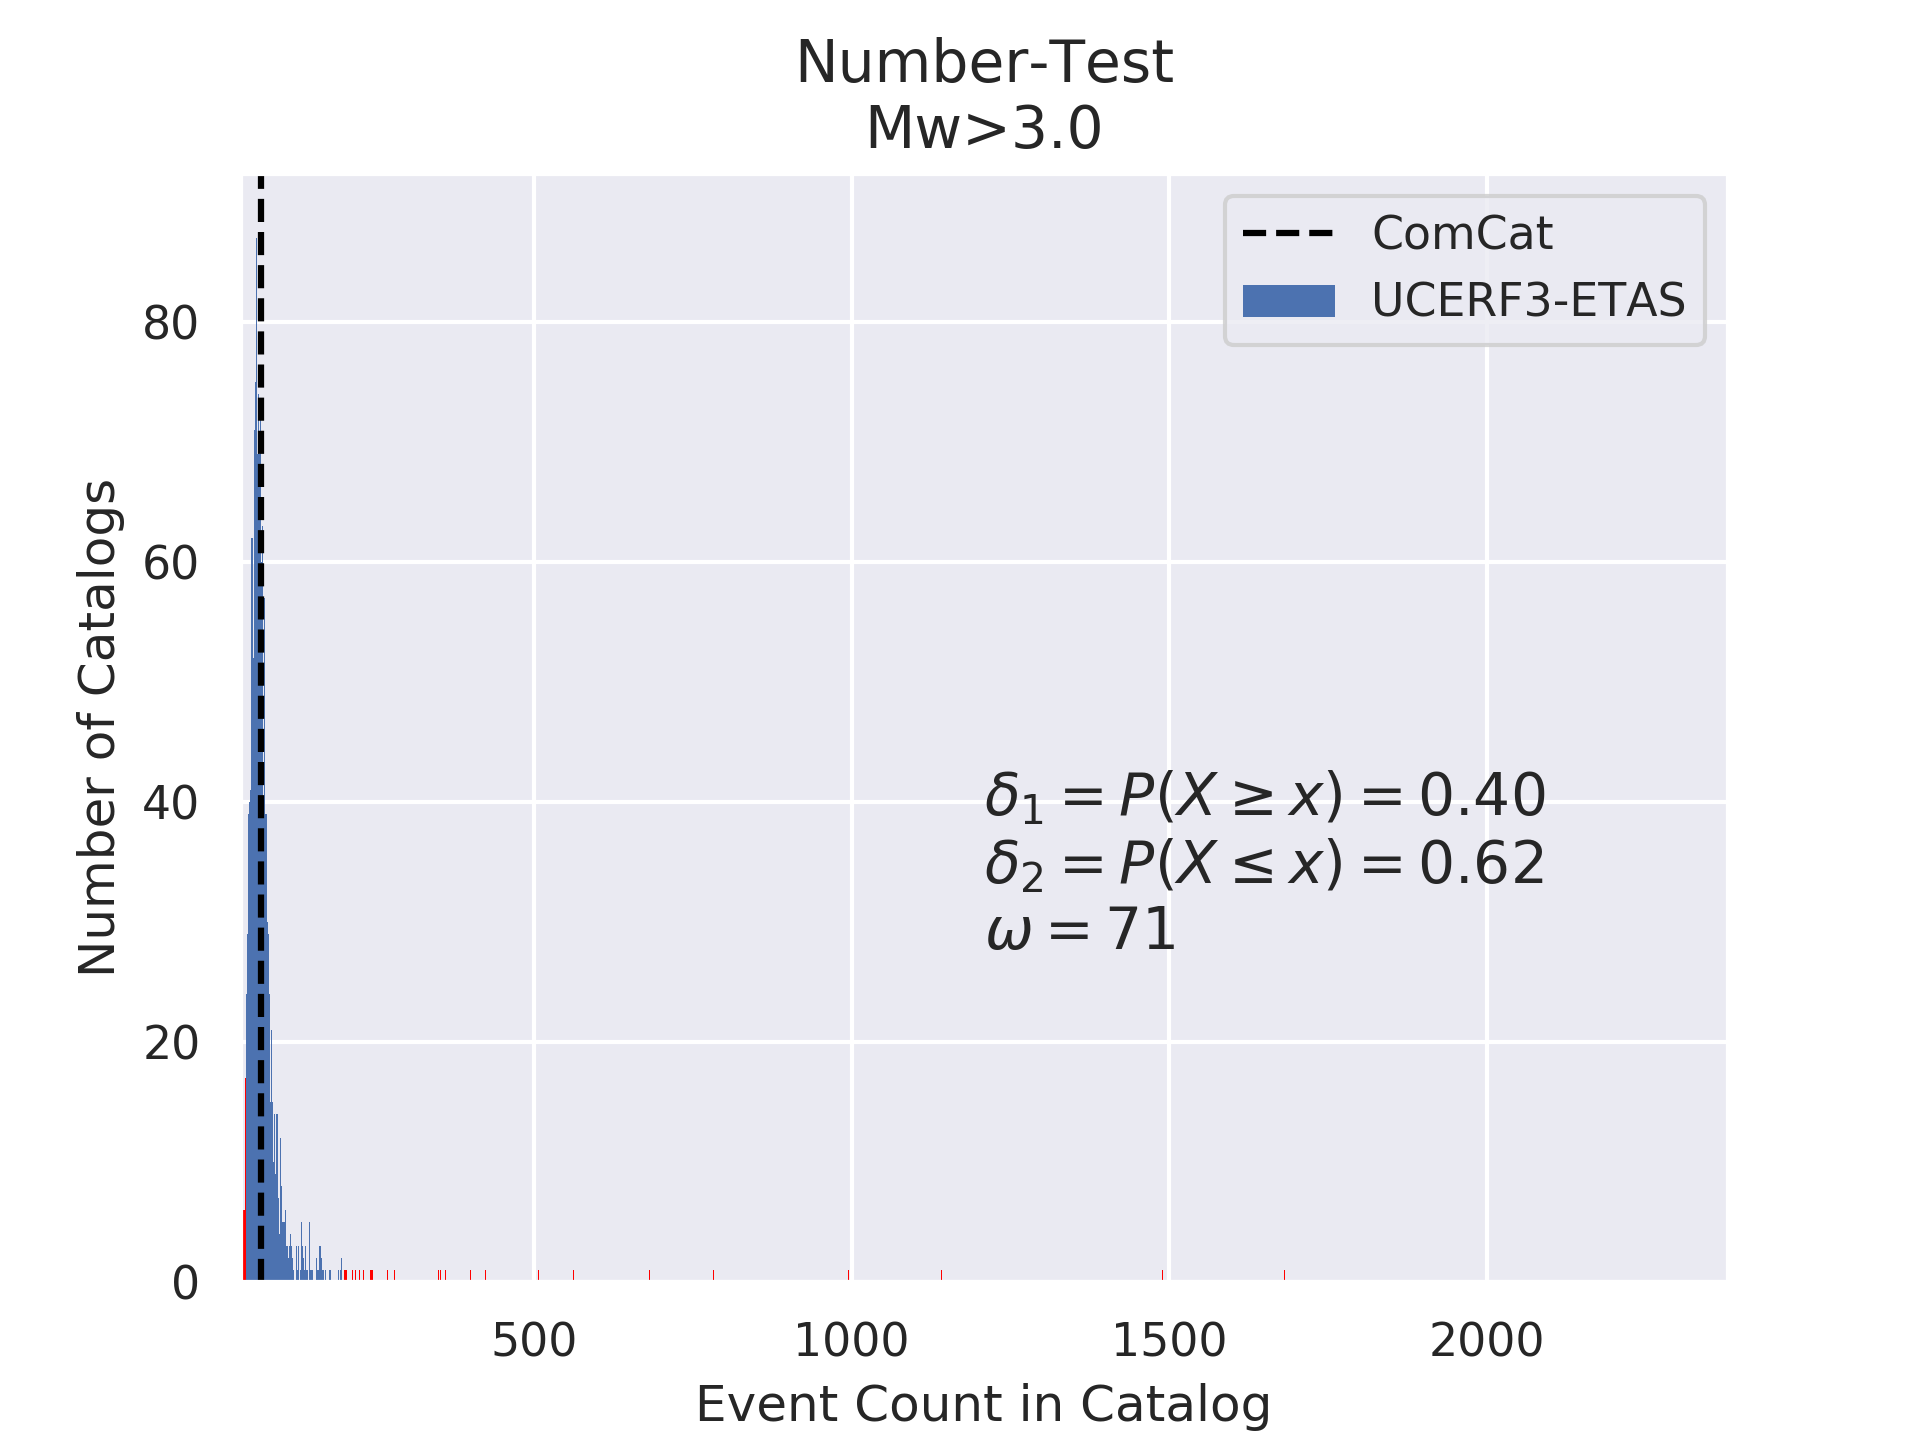 Number-Test
Mw>3.0
ComCat
UCERF3-ETAS
Number of Catalogs
80
60
40
20
0
δ₁ = P(X ≥ x) = 0.40
δ₂ = P(X ≤ x) = 0.62
ω = 71
500 1000 1500 2000
Event Count in Catalog